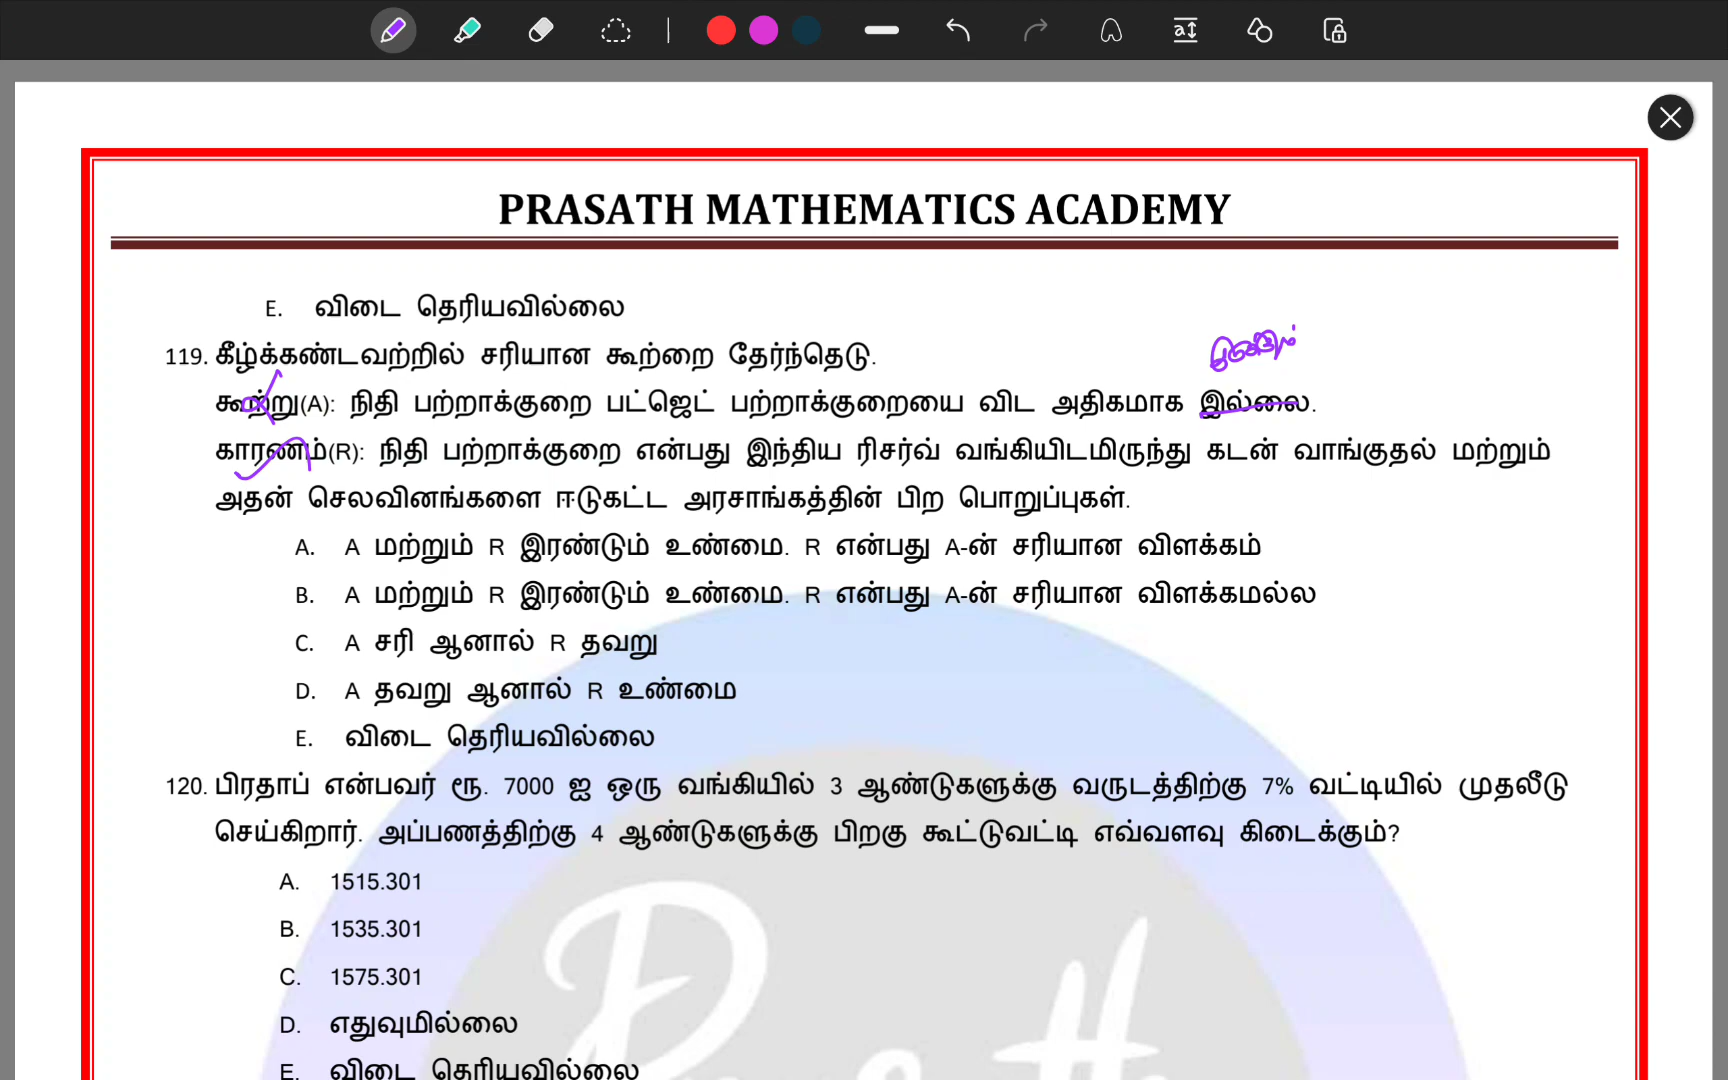 PRASATH MATHEMATICS ACADEMY
E. விடை தெரியவில்லை
119. கீழ்க்கண்டவற்றில் சரியான கூற்றை தேர்ந்தெடு.
கூற்று(A): நிதி பற்றாக்குறை பட்ஜெட் பற்றாக்குறையை விட அதிகமாக இல்லை.
காரணம்(R): நிதி பற்றாக்குறை என்பது இந்திய ரிசர்வ் வங்கியிடமிருந்து கடன் வாங்குதல் மற்றும்
அதன் செலவினங்களை ஈடுகட்ட அரசாங்கத்தின் பிற பொறுப்புகள்.
A. A மற்றும் R இரண்டும் உண்மை. R என்பது A-ன் சரியான விளக்கம்
B. A மற்றும் R இரண்டும் உண்மை. R என்பது A-ன் சரியான விளக்கமல்ல
C. A சரி ஆனால் R தவறு
D. A தவறு ஆனால் R உண்மை
E. விடை தெரியவில்லை
120. பிரதாப் என்பவர் ரூ. 7000 ஐ ஒரு வங்கியில் 3 ஆண்டுகளுக்கு வருடத்திற்கு 7% வட்டியில் முதலீடு
செய்கிறார். அப்பணத்திற்கு 4 ஆண்டுகளுக்கு பிறகு கூட்டுவட்டி எவ்வளவு கிடைக்கும்?
A. 1515.301
B. 1535.301
C. 1575.301
D. எதுவுமில்லை
E. விடை தெரியவில்லை